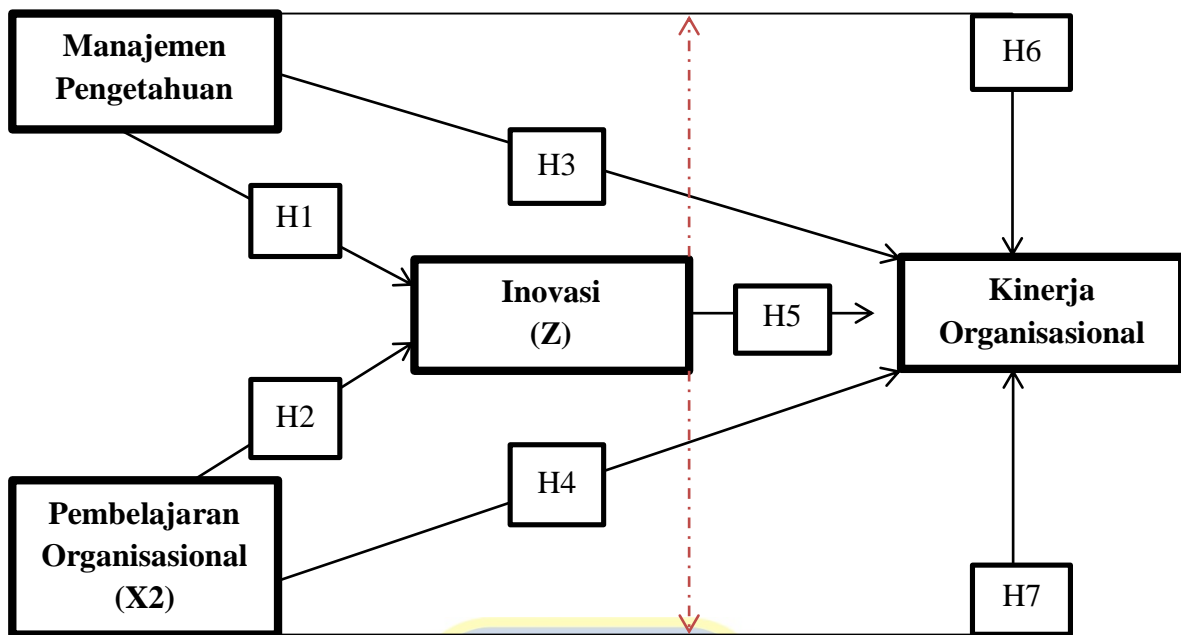 Manajemen
Pengetahuan
H6
H3
H1
Inovasi
(Z)
H5
Kinerja
Organisasional
H2
H4
Pembelajaran
Organisasional
(X2)
H7